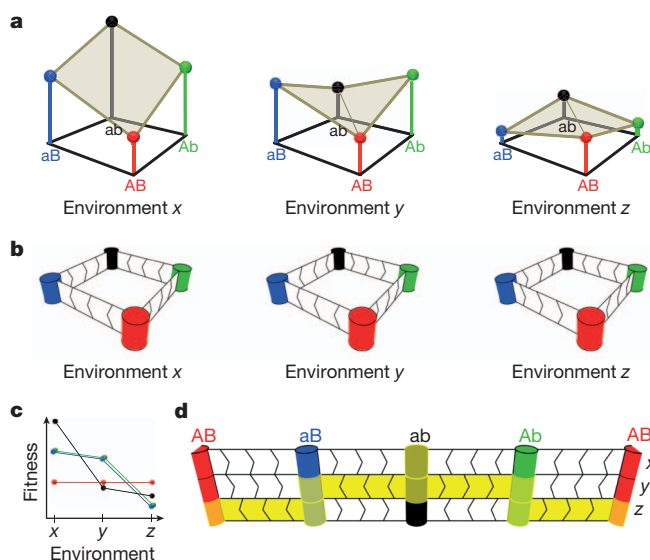 a
ab
aB
Ab
AB
Environment x
ab
aB
Ab
AB
Environment y
ab
aB
Ab
AB
Environment z
b
Environment x
Environment y
Environment z
c
Fitness
x
y
z
Environment
d
AB
aB
ab
Ab
AB
x
y
z